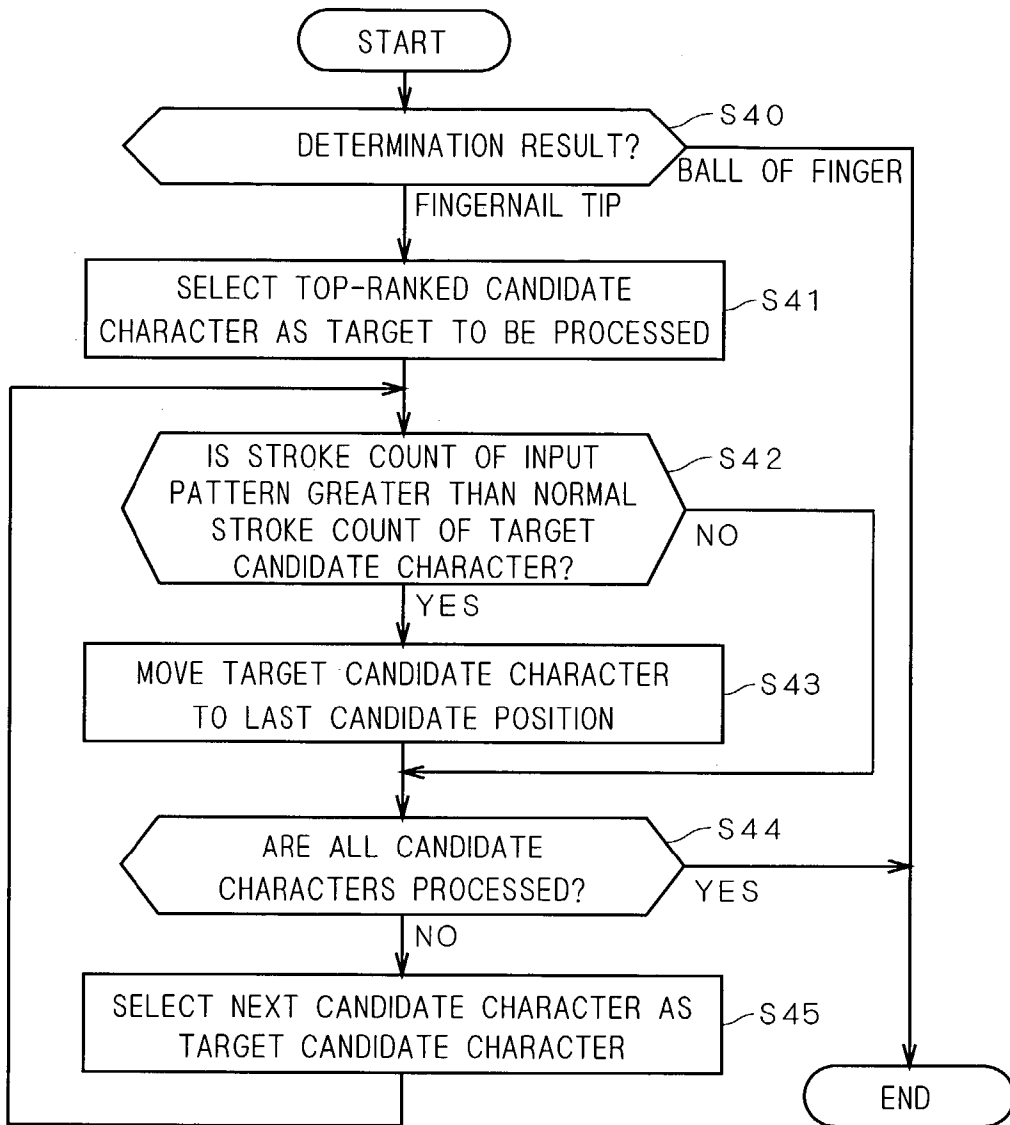 START
S40
DETERMINATION RESULT?
BALL OF FINGER
FINGERNAIL TIP
SELECT TOP-RANKED CANDIDATE
CHARACTER AS TARGET TO BE PROCESSED
S41
IS STROKE COUNT OF INPUT
PATTERN GREATER THAN NORMAL
STROKE COUNT OF TARGET
CANDIDATE CHARACTER?
S42
NO
YES
MOVE TARGET CANDIDATE CHARACTER
TO LAST CANDIDATE POSITION
S43
ARE ALL CANDIDATE
CHARACTERS PROCESSED?
S44
YES
NO
SELECT NEXT CANDIDATE CHARACTER AS
TARGET CANDIDATE CHARACTER
S45
END